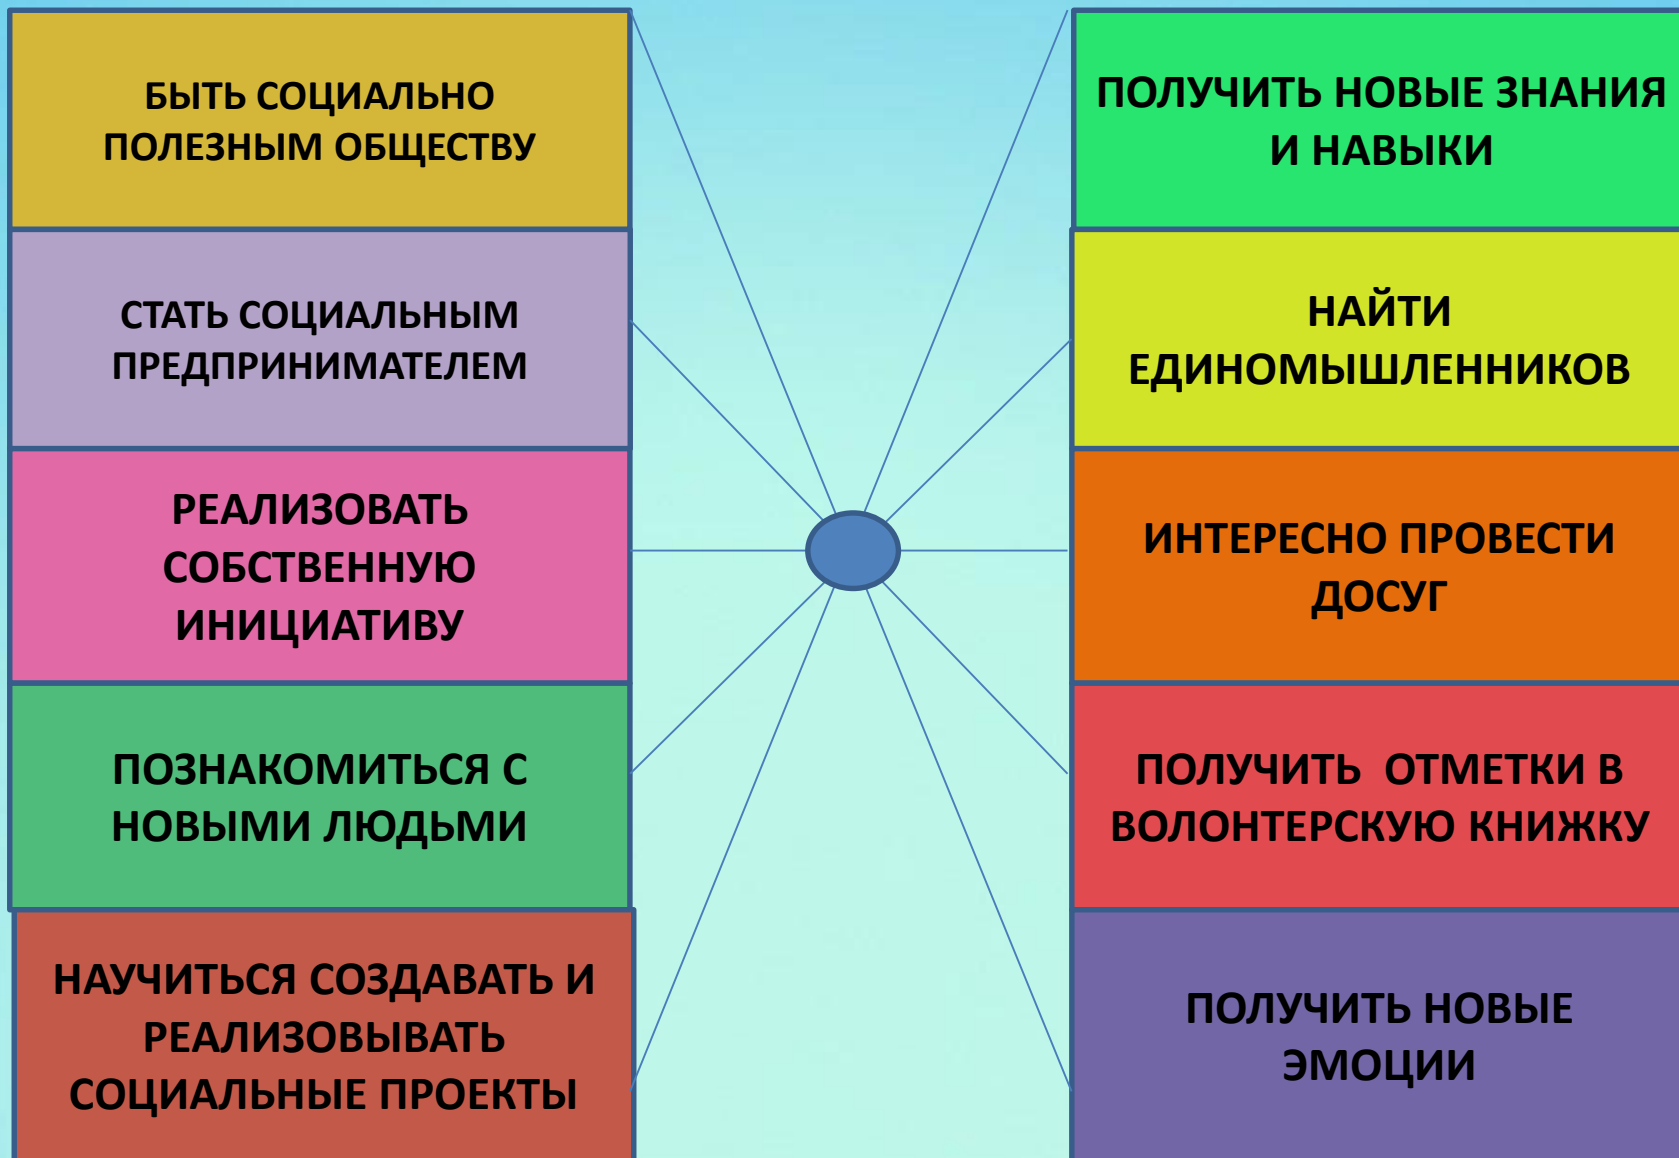 БЫТЬ СОЦИАЛЬНО
ПОЛЕЗНЫМ ОБЩЕСТВУ
СТАТЬ СОЦИАЛЬНЫМ
ПРЕДПРИНИМАТЕЛЕМ
РЕАЛИЗОВАТЬ
СОБСТВЕННУЮ
ИНИЦИАТИВУ
ПОЗНАКОМИТЬСЯ С
НОВЫМИ ЛЮДЬМИ
НАУЧИТЬСЯ СОЗДАВАТЬ И
РЕАЛИЗОВЫВАТЬ
СОЦИАЛЬНЫЕ ПРОЕКТЫ
ПОЛУЧИТЬ НОВЫЕ ЗНАНИЯ
И НАВЫКИ
НАЙТИ
ЕДИНОМЫШЛЕННИКОВ
ИНТЕРЕСНО ПРОВЕСТИ
ДОСУГ
ПОЛУЧИТЬ ОТМЕТКИ В
ВОЛОНТЕРСКУЮ КНИЖКУ
ПОЛУЧИТЬ НОВЫЕ
ЭМОЦИИ